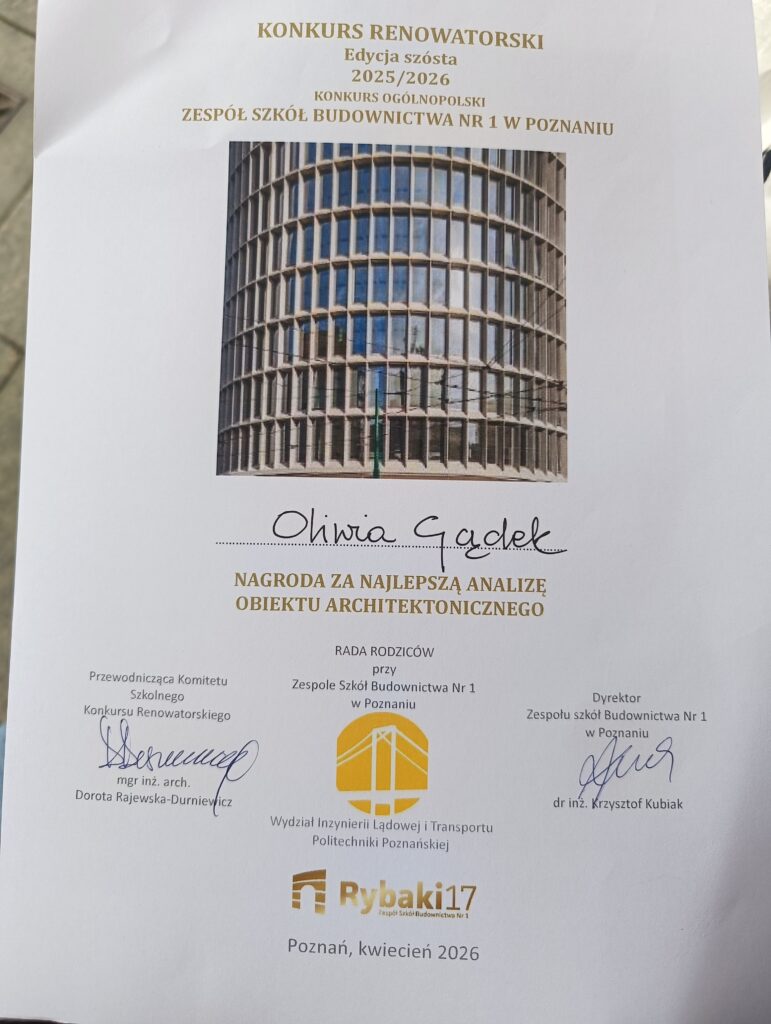 KONKURS RENOWATORSKI
Edycja szósta
2025/2026
KONKURS OGÓLNOPOLSKI
ZESPÓŁ SZKÓŁ BUDOWNICTWA NR 1 W POZNANIU
Oliwia Gądek
NAGRODA ZA NAJLEPSZĄ ANALIZĘ
OBIEKTU ARCHITEKTONICZNEGO
Przewodnicząca Komitetu
Szkolnego
Konkursu Renowatorskiego
mgr inż. arch.
Dorota Rajewska-Durniewicz
RADA RODZICÓW
przy
Zespole Szkół Budownictwa Nr 1
w Poznaniu
Wydział Inzynierii Lądowej i Transportu
Politechniki Poznańskiej
Dyrektor
Zespołu szkół Budownictwa Nr 1
w Poznaniu
dr inż. Krzysztof Kubiak
Rybaki17
Zespół Szkół Budownictwa Nr 1
Poznań, kwiecień 2026